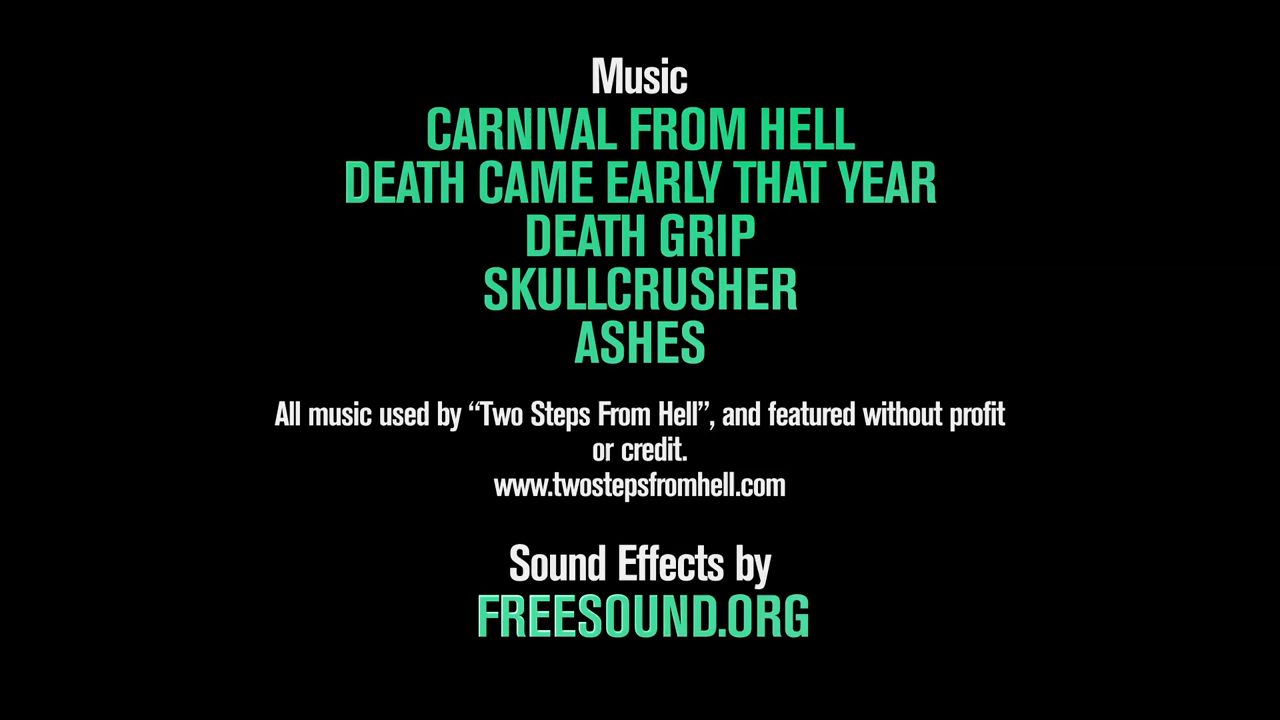 Music
CARNIVAL FROM HELL
DEATH CAME EARLY THAT YEAR
DEATH GRIP
SKULLCRUSHER
ASHES
All music used by “Two Steps From Hell”, and featured without profit
or credit.
www.twostepsfromhell.com
Sound Effects by
FREESOUND.ORG